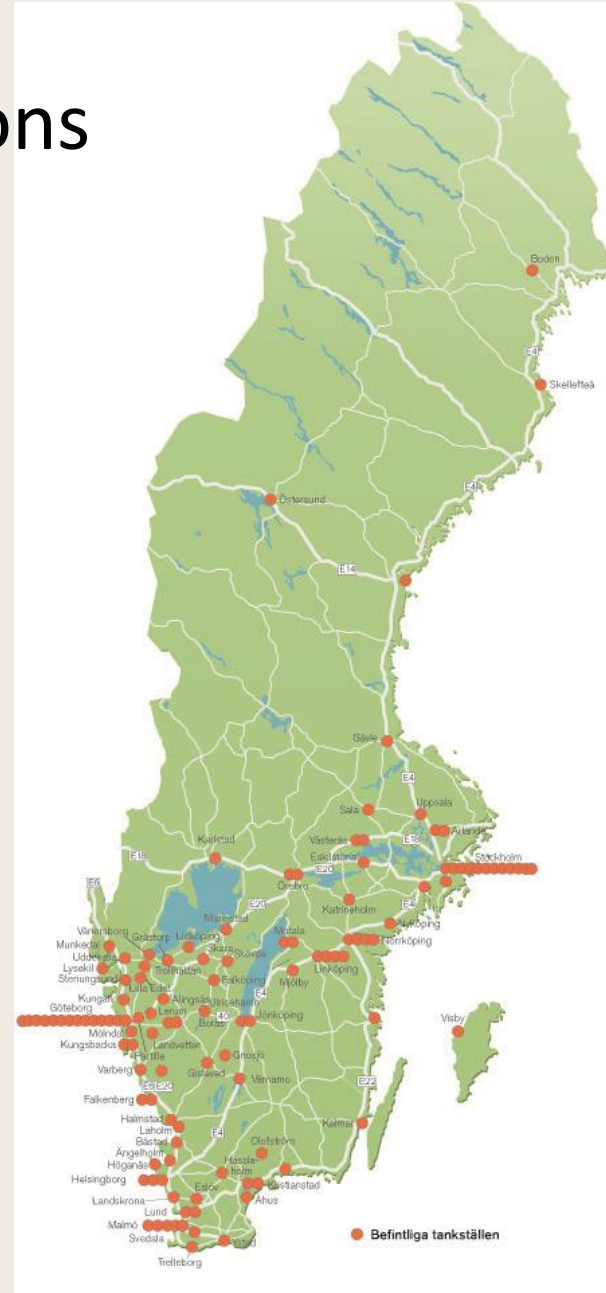 ons
Boden
E4
Skellefteå
E4
Östersund
E14
Gävle
E4
Sala
Uppsala
Västerås
E18
Arlanda
Karlstad
Eskilstuna
E18
E20
Stockholm
Örebro
E6
E20
Katrineholm
E4
Mariestad
Nyköping
Vänersborg
Grästorp
Lidköping
Motala
Norrköping
Munkedal
Skara
Skövde
Uddevalla
Trollhättan
Linköping
Lysekil
Mjölby
Stenungsund
Lilla Edet
Falköping
E4
Kungälv
Alingsås
Ulricehamn
Göteborg
Lerum
40
Jönköping
Visby
Borås
Mölndal
Kungsbacka
Landvetter
Partille
Gnosjö
Varberg
Gislaved
Värnamo
E6
E20
E22
Falkenberg
Halmstad
Kalmar
Laholm
E4
Båstad
Olofström
Ängelholm
Hässle-
holm
Höganäs
Helsingborg
Kristianstad
Eslöv
Landskrona
Åhus
Lund
Malmö
Befintliga tankställen
Svedala
Ystad
Trelleborg